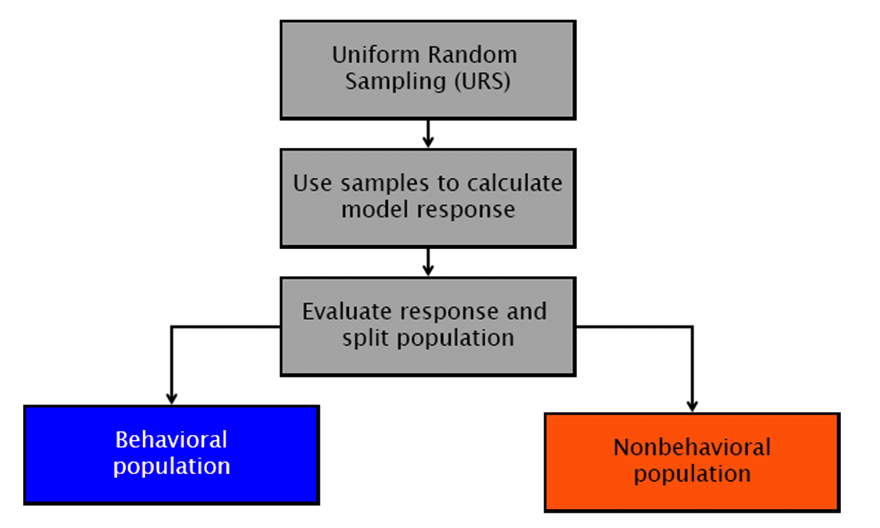 Uniform Random
Sampling (URS)
Use samples to calculate
model response
Evaluate response and
split population
Behavioral
population
Nonbehavioral
population